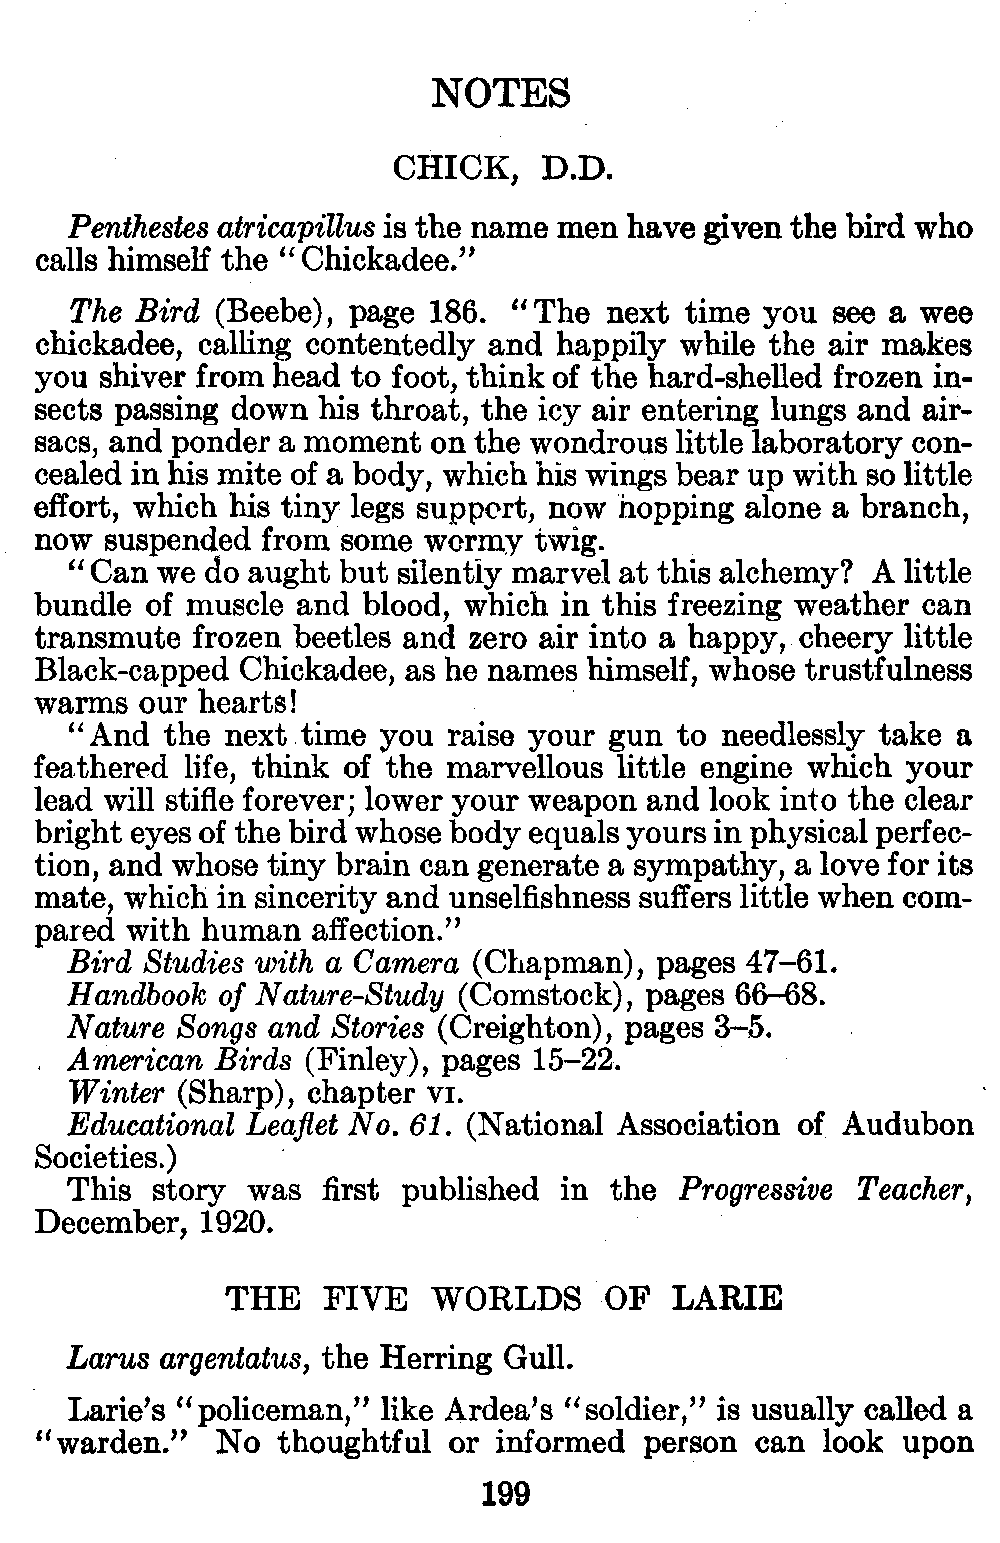 NOTES
CHICK, D.D.
Penthestes atricapillus is the name men have given the bird who
calls himself the “Chickadee.”
The Bird (Beebe), page 186. “The next time you see a wee
chickadee, calling contentedly and happily while the air makes
you shiver from head to foot, think of the hard-shelled frozen in-
sects passing down his throat, the icy air entering lungs and air-
sacs, and ponder a moment on the wondrous little laboratory con-
cealed in his mite of a body, which his wings bear up with so little
effort, which his tiny legs support, now hopping alone a branch,
now suspended from some wormy twig.
“Can we do aught but silently marvel at this alchemy? A little
bundle of muscle and blood, which in this freezing weather can
transmute frozen beetles and zero air into a happy, cheery little
Black-capped Chickadee, as he names himself, whose trustfulness
warms our hearts!
“And the next time you raise your gun to needlessly take a
feathered life, think of the marvellous little engine which your
lead will stifle forever; lower your weapon and look into the clear
bright eyes of the bird whose body equals yours in physical perfec-
tion, and whose tiny brain can generate a sympathy, a love for its
mate, which in sincerity and unselfishness suffers little when com-
pared with human affection.”
Bird Studies with a Camera (Chapman), pages 47–61.
Handbook of Nature-Study (Comstock), pages 66–68.
Nature Songs and Stories (Creighton), pages 3–5.
American Birds (Finley), pages 15–22.
Winter (Sharp), chapter VI.
Educational Leaflet No. 61. (National Association of Audubon
Societies.)
This story was first published in the Progressive Teacher,
December, 1920.
THE FIVE WORLDS OF LARIE
Larus argentatus, the Herring Gull.
Larie’s “policeman,” like Ardea’s “soldier,” is usually called a
“warden.” No thoughtful or informed person can look upon
199